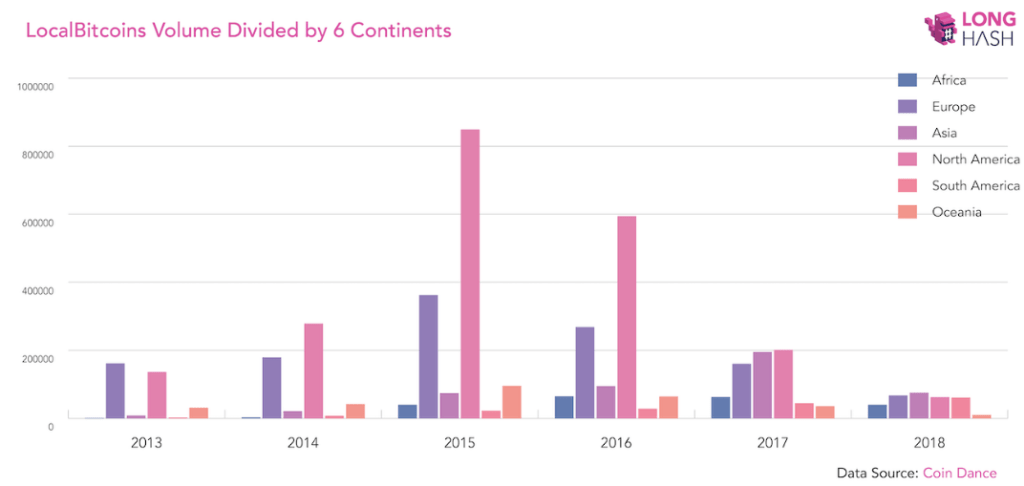 LocalBitcoins Volume Divided by 6 Continents
LONG
HASH
1000000
800000
600000
400000
200000
0
Africa
Europe
Asia
North America
South America
Oceania
2013 2014 2015 2016 2017 2018
Data Source: Coin Dance